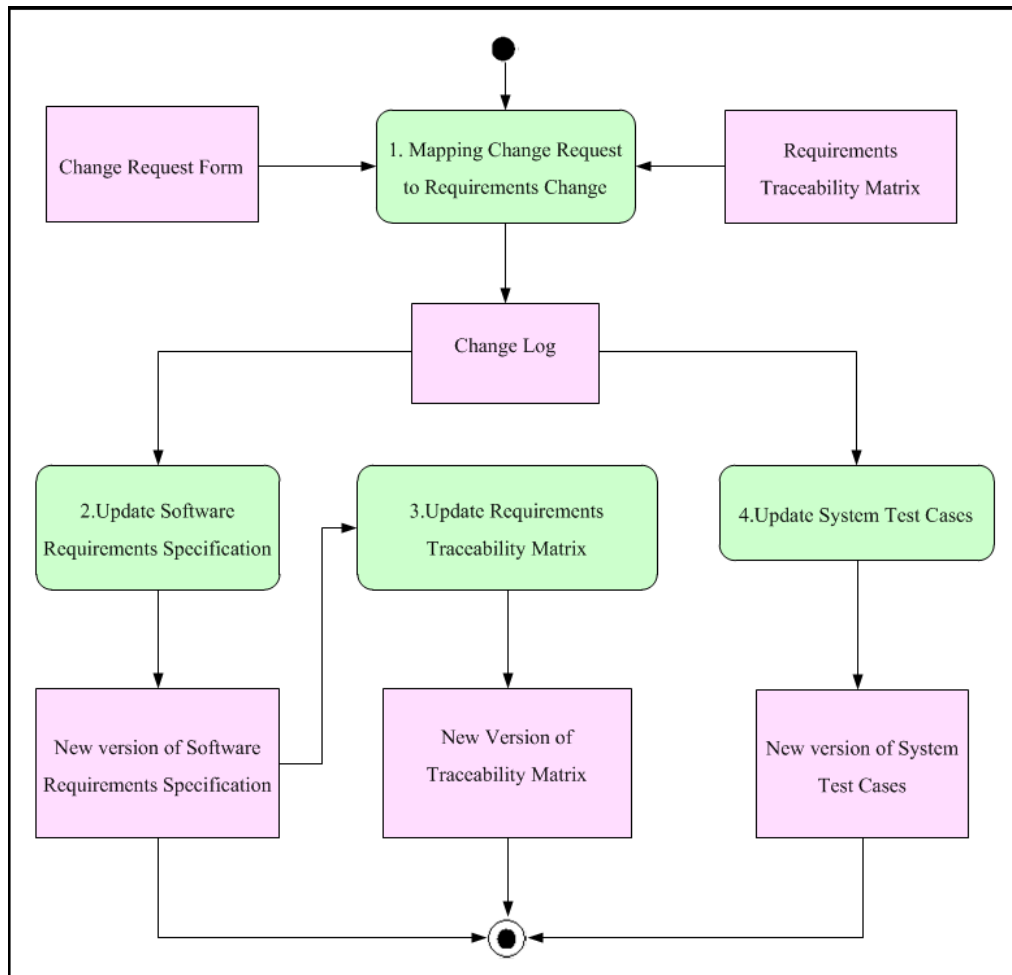 Change Request Form
1. Mapping Change Request
to Requirements Change
Requirements
Traceability Matrix
Change Log
2.Update Software
Requirements Specification
3.Update Requirements
Traceability Matrix
4.Update System Test Cases
New version of Software
Requirements Specification
New Version of
Traceability Matrix
New version of System
Test Cases